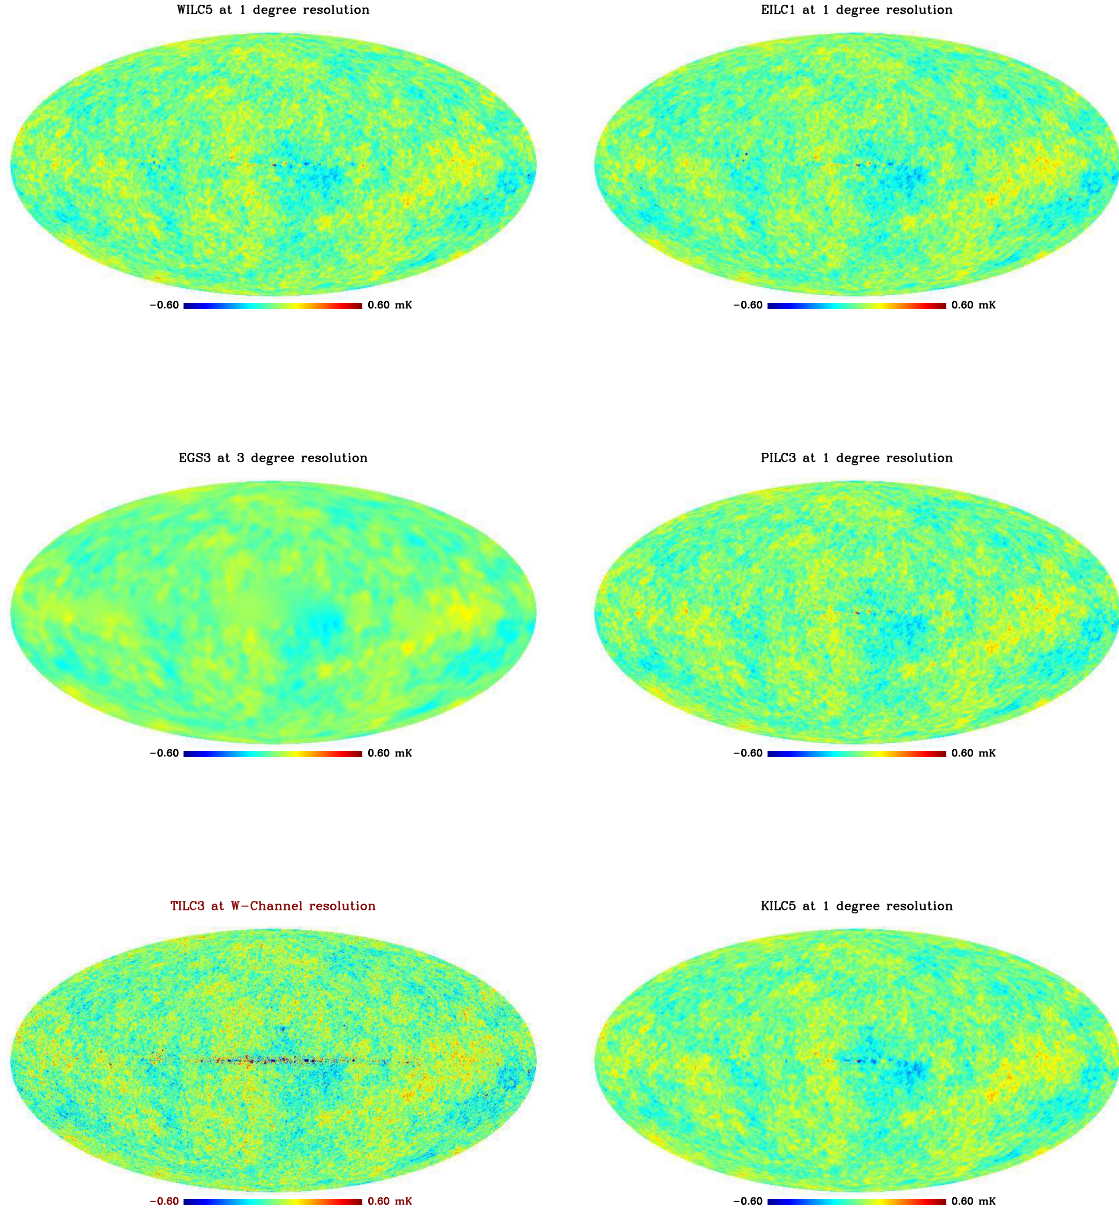 WILC5 at 1 degree resolution
EILC1 at 1 degree resolution
−0.60 0.60 mK
−0.60 0.60 mK
EGS3 at 3 degree resolution
PILC3 at 1 degree resolution
−0.60 0.60 mK
−0.60 0.60 mK
TILC3 at W−Channel resolution
KILC5 at 1 degree resolution
−0.60 0.60 mK
−0.60 0.60 mK